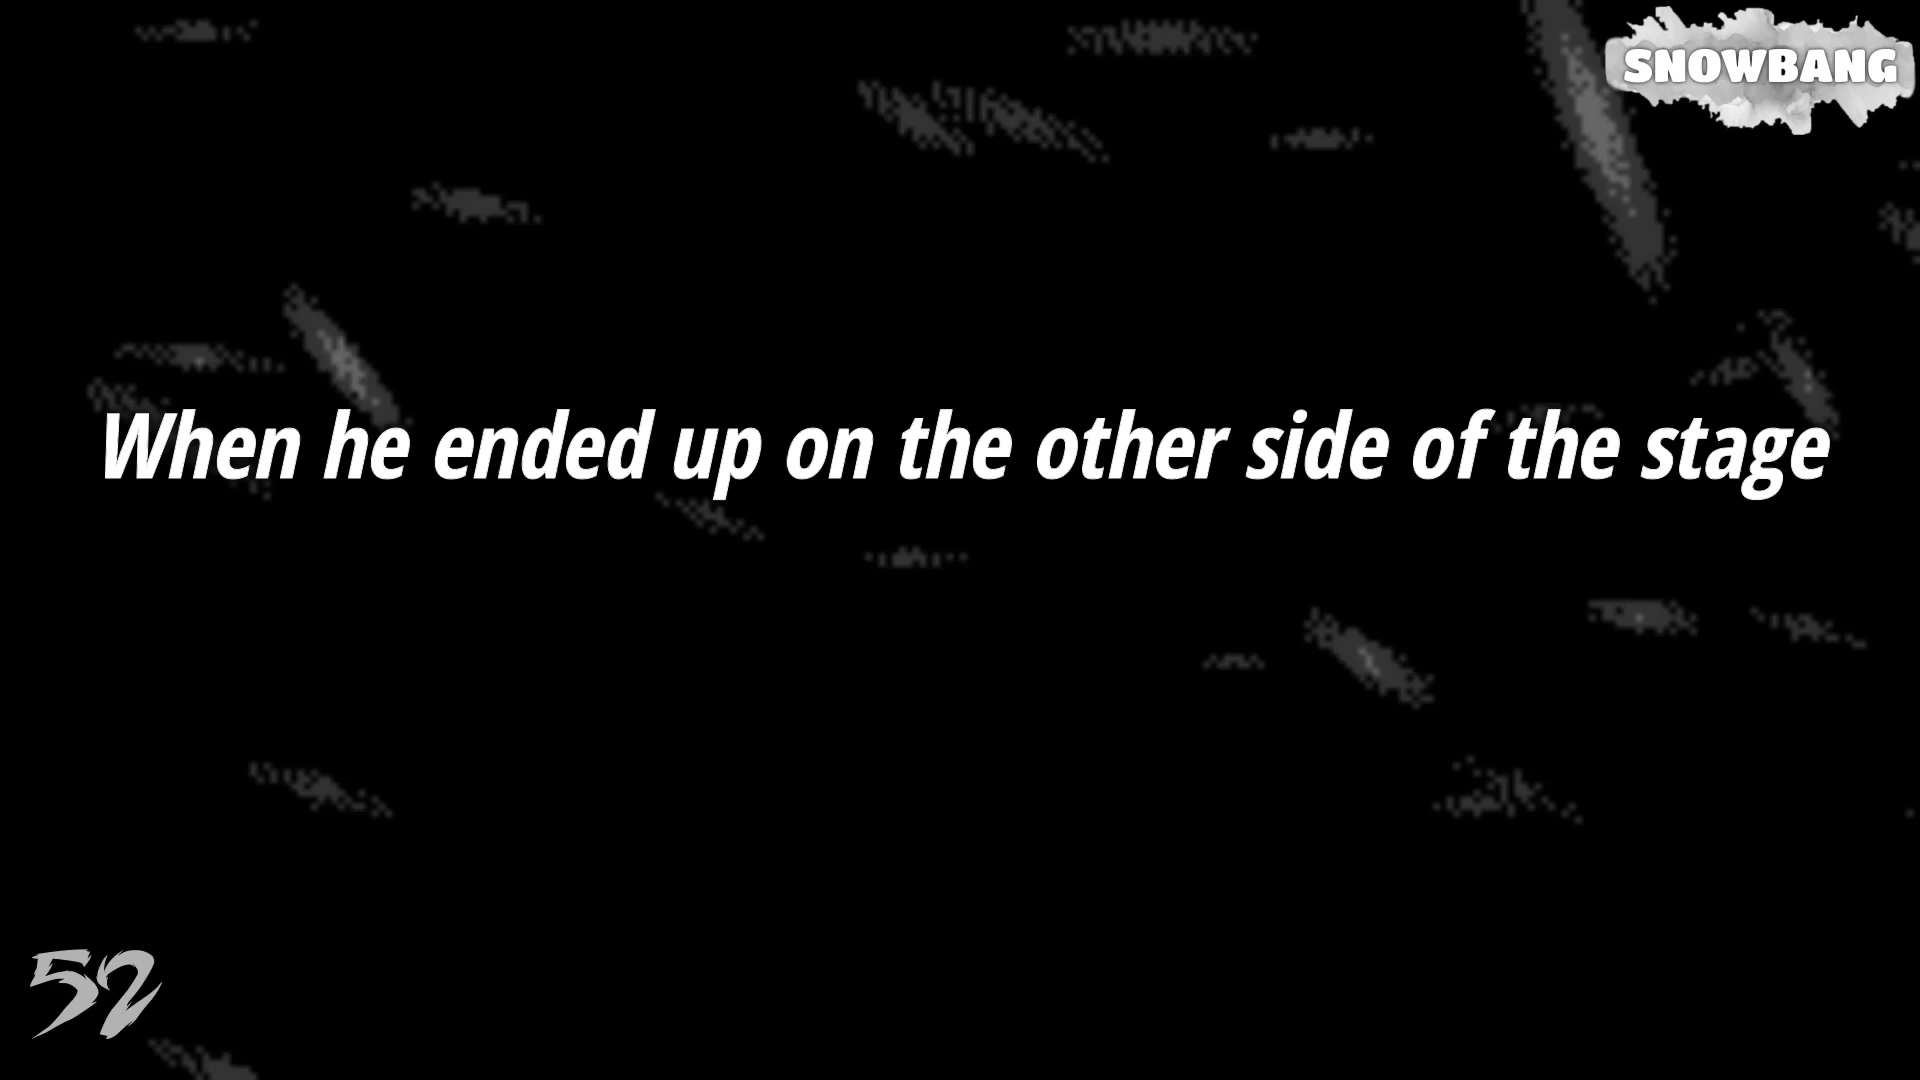 SNOWBANG
When he ended up on the other side of the stage
52